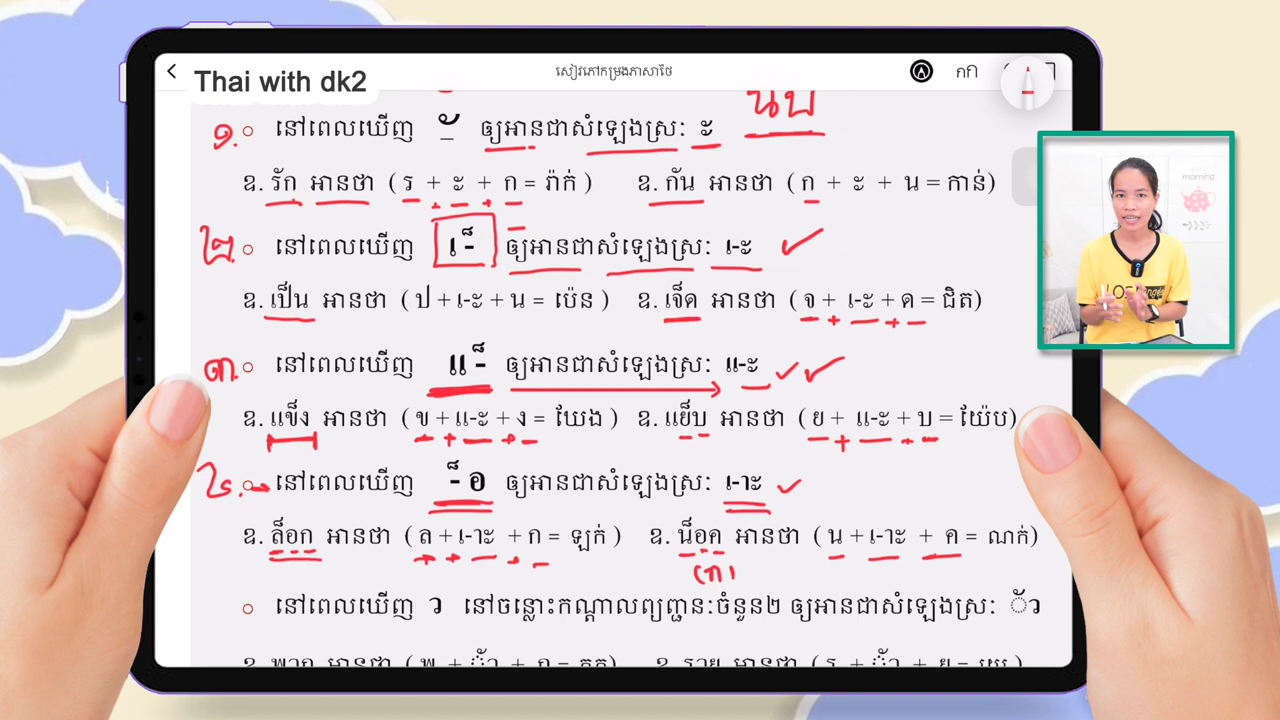 Thai with dk2
សៀវភៅកម្រងភាសាថៃ
កាា
នប
១. នៅពេលឃើញ ◌ั ឲ្យអានជាសំឡេងស្រៈ ะ
ឧ. รัก អានថា ( ร + ะ + ก = រ៉ាក់ ) ឧ. กัน អានថា ( ก + ะ + น = កាន់)
២. នៅពេលឃើញ เ-็ ឲ្យអានជាសំឡេងស្រៈ เ-ะ
ឧ. เป็น អានថា ( ป + เ-ะ + น = ប៉េន ) ឧ. เจ็ด អានថា ( จ + เ-ะ + ด = ជិត)
៣. នៅពេលឃើញ แ-็ ឲ្យអានជាសំឡេងស្រៈ แ-ะ
ឧ. แข็ง អានថា ( ข + แ-ะ + ง = ឃែង ) ឧ. แย็บ អានថា ( ย + แ-ะ + บ = យ៉ែប)
៤. នៅពេលឃើញ -็อ ឲ្យអានជាសំឡេងស្រៈ เ-าะ
ឧ. ล็อก អានថា ( ล + เ-าะ + ก = ឡក់ ) ឧ. น็อค អានថា ( น + เ-าะ + ค = ណក់)
(ก)
នៅពេលឃើញ ว នៅចន្លោះកណ្តាលព្យញ្ជនៈចំនួន២ ឲ្យអានជាសំឡេងស្រៈ ◌ัว
morning